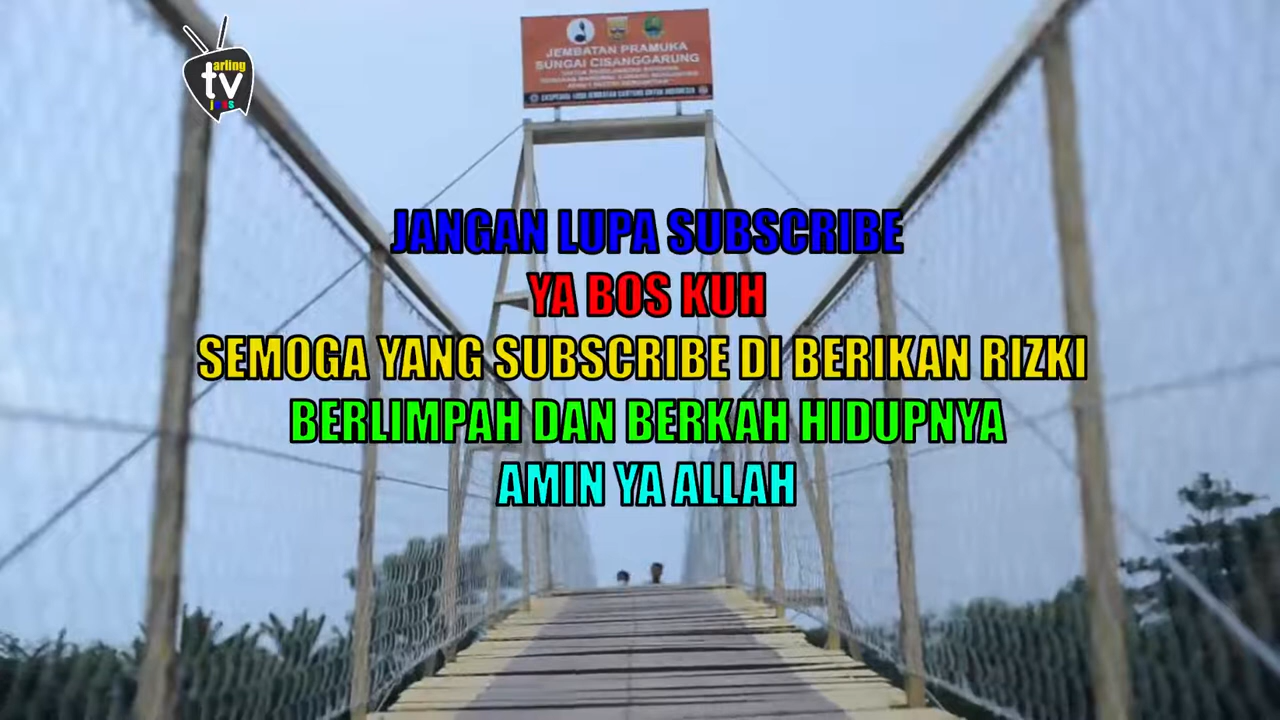 arling
tv
JEMBATAN PRAMUKA
SUNGAI CISANGGARUNG
JANGAN LUPA SUBSCRIBE
YA BOS KUH
SEMOGA YANG SUBSCRIBE DI BERIKAN RIZKI
BERLIMPAH DAN BERKAH HIDUPNYA
AMIN YA ALLAH